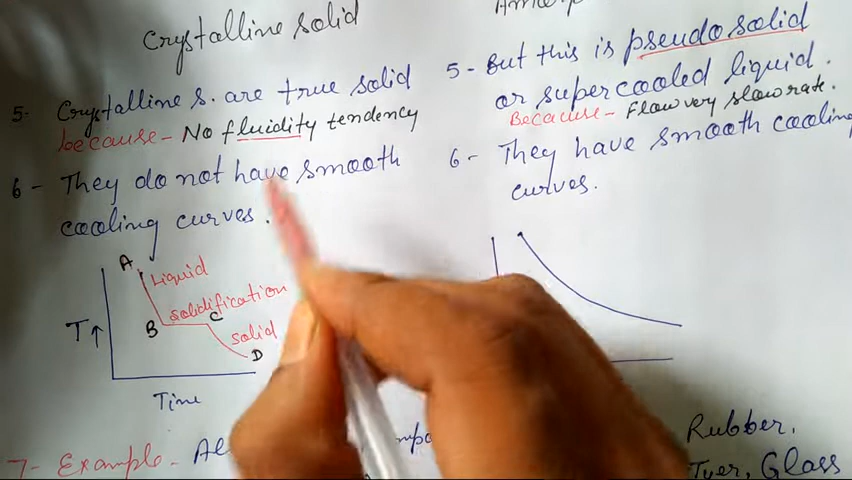 Crystalline solid
5- Crystalline s. are true solid
because - No fluidity tendency
6- They do not have smooth
cooling curves.
A
Liquid
solidification
B
C
solid
D
T↑
Time
7- Example -
5- But this is pseudo solid
or supercooled liquid.
Because - Flow very slow rate.
6- They have smooth cooling
curves.
Rubber,
Tyer, Glass